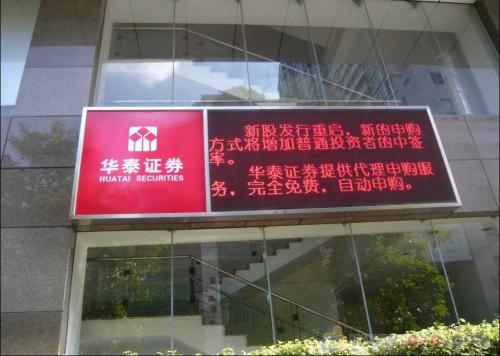 华泰证券
HUATAI SECURITIES
新股发行重启，新的申购
方式将增加普通投资者的中签
率。
华泰证券提供代理申购服
务，完全免费，自动申购。